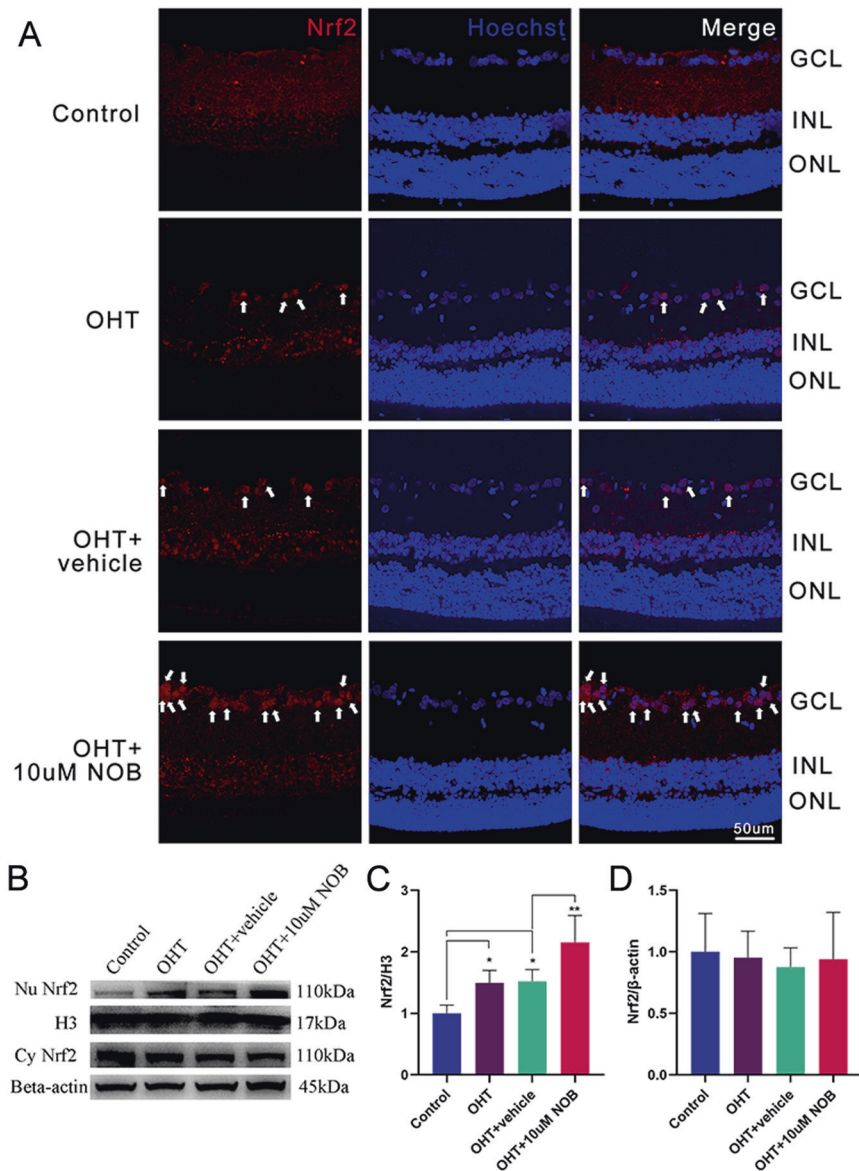 A
Nrf2 Hoechst Merge
Control
GCL
INL
ONL
OHT
GCL
INL
ONL
OHT+
vehicle
GCL
INL
ONL
OHT+
10uM NOB
GCL
INL
ONL
50um
B
Control OHT OHT+vehicle OHT+10uM NOB
Nu Nrf2 110kDa
H3 17kDa
Cy Nrf2 110kDa
Beta-actin 45kDa
C
Nrf2/H3
3
2
1
0
* * **
Control OHT OHT+vehicle OHT+10uM NOB
D
Nrf2/β-actin
1.5
1.0
0.5
0.0
Control OHT OHT+vehicle OHT+10uM NOB